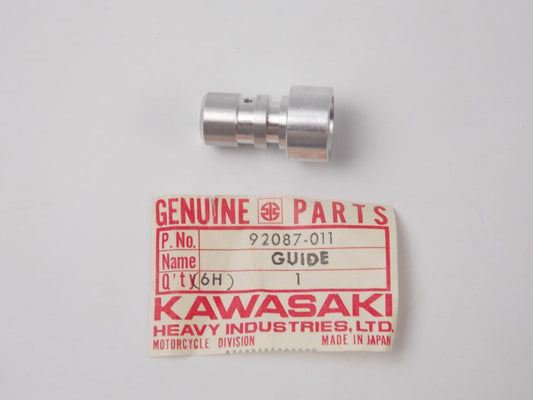 GENUINE PARTS
P. No. 92087-011
Name GUIDE
Q'ty (6H) 1
KAWASAKI
HEAVY INDUSTRIES, LTD.
MOTORCYCLE DIVISION MADE IN JAPAN